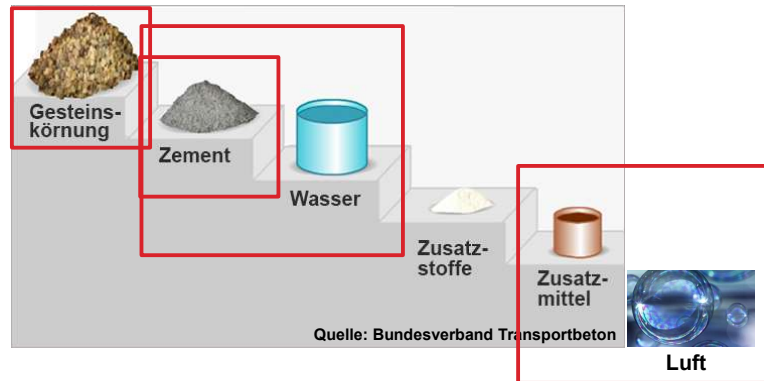 Gesteins-
körnung
Zement
Wasser
Zusatz-
stoffe
Zusatz-
mittel
Quelle: Bundesverband Transportbeton
Luft